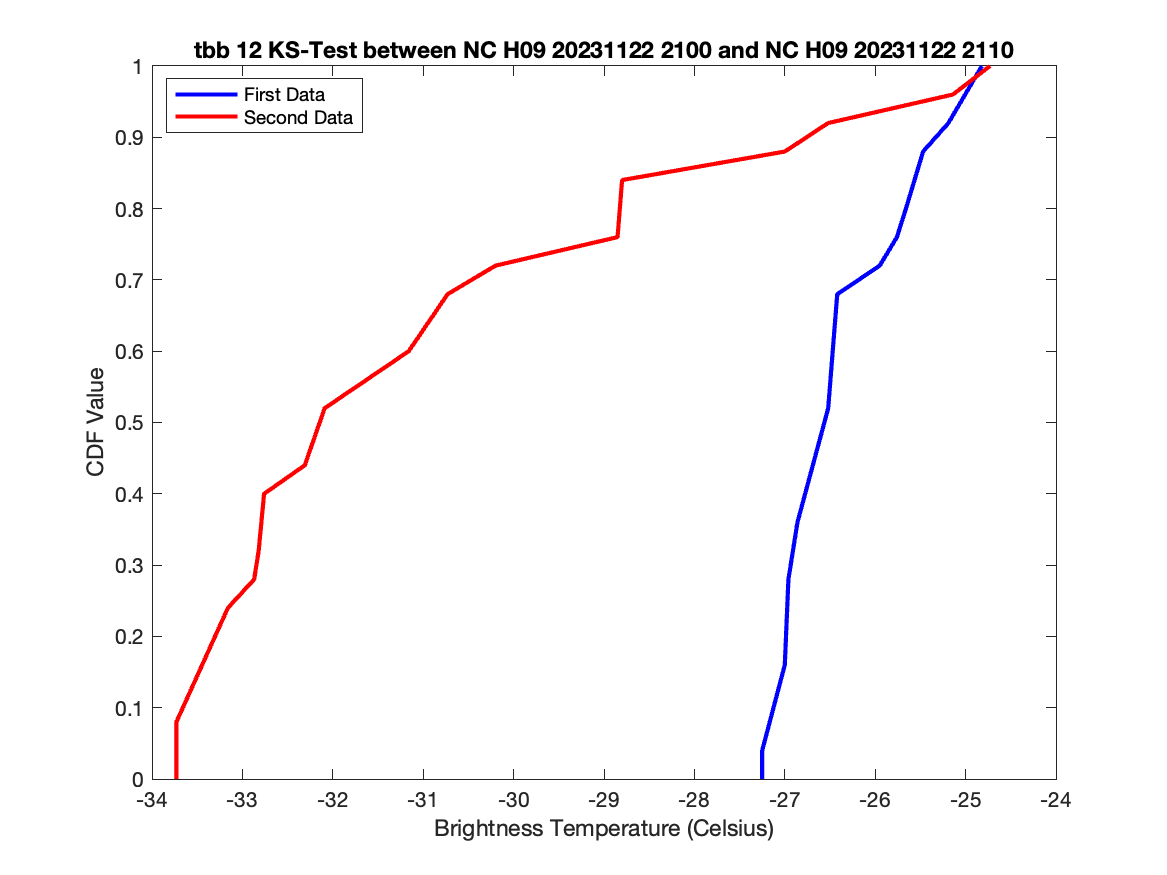 tbb 12 KS-Test between NC H09 20231122 2100 and NC H09 20231122 2110
First Data
Second Data
1
0.9
0.8
0.7
0.6
0.5
0.4
0.3
0.2
0.1
0
CDF Value
-34 -33 -32 -31 -30 -29 -28 -27 -26 -25 -24
Brightness Temperature (Celsius)